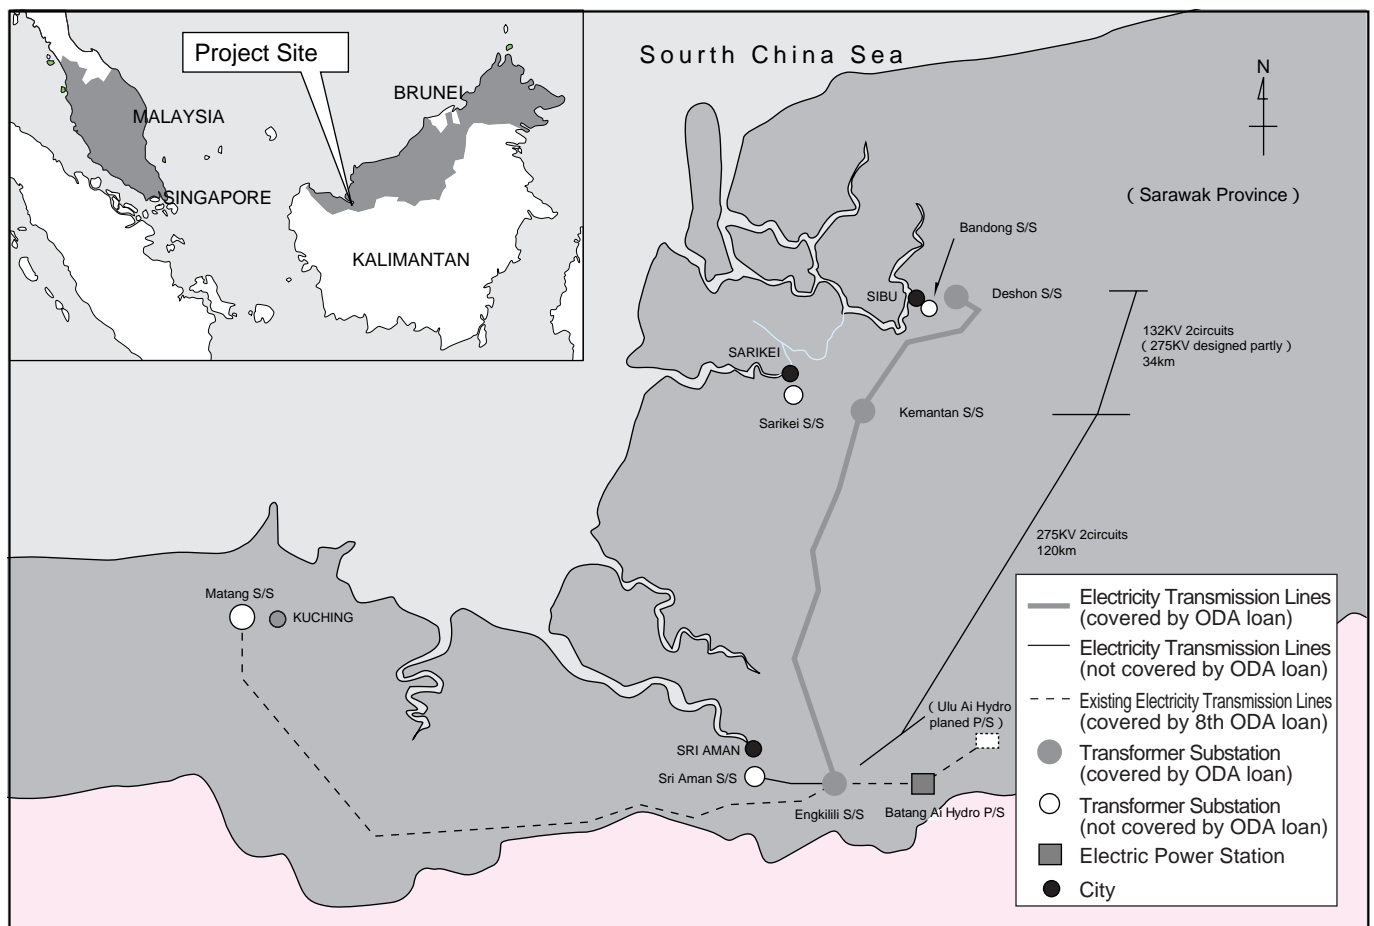 Project Site
BRUNEI
MALAYSIA
SINGAPORE
KALIMANTAN
Sourth China Sea
N
( Sarawak Province )
Bandong S/S
SIBU
Deshon S/S
132KV 2circuits
( 275KV designed partly )
34km
SARIKEI
Sarikei S/S
Kemantan S/S
275KV 2circuits
120km
Matang S/S
KUCHING
( Ulu Ai Hydro
planed P/S )
SRI AMAN
Sri Aman S/S
Engkilili S/S
Batang Ai Hydro P/S
Electricity Transmission Lines
(covered by ODA loan)
Electricity Transmission Lines
(not covered by ODA loan)
Existing Electricity Transmission Lines
(covered by 8th ODA loan)
Transformer Substation
(covered by ODA loan)
Transformer Substation
(not covered by ODA loan)
Electric Power Station
City